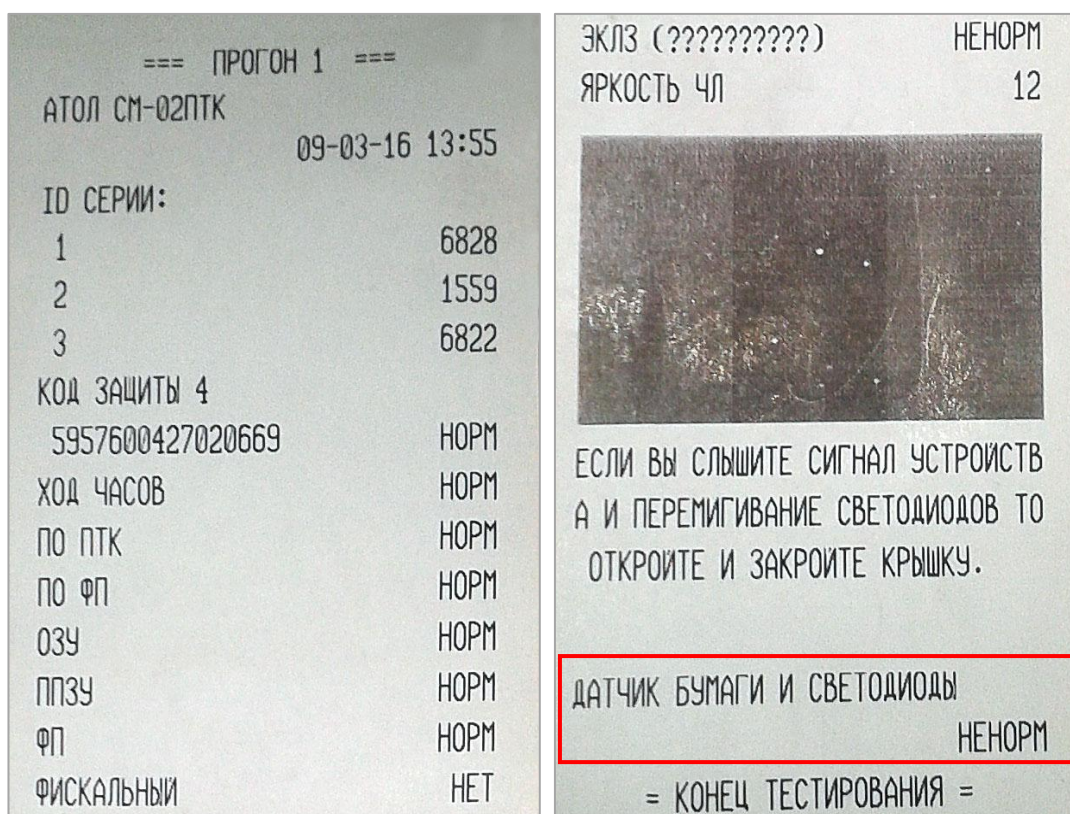 === ПРОГОН 1 ===
АТОЛ СМ-02ПТК
09-03-16 13:55
ID СЕРИИ:
1 6828
2 1559
3 6822
КОД ЗАЩИТЫ 4
5957600427020669 НОРМ
ХОД ЧАСОВ НОРМ
ПО ПТК НОРМ
ПО ФП НОРМ
ОЗУ НОРМ
ППЗУ НОРМ
ФП НОРМ
ФИСКАЛЬНЫЙ НЕТ
ЭКЛЗ (??????????) НЕНОРМ
ЯРКОСТЬ ЧЛ 12
ЕСЛИ ВЫ СЛЫШИТЕ СИГНАЛ УСТРОЙСТВ
А И ПЕРЕМИГИВАНИЕ СВЕТОДИОДОВ ТО
ОТКРОЙТЕ И ЗАКРОЙТЕ КРЫШКУ.
ДАТЧИК БУМАГИ И СВЕТОДИОДЫ
НЕНОРМ
= КОНЕЦ ТЕСТИРОВАНИЯ =